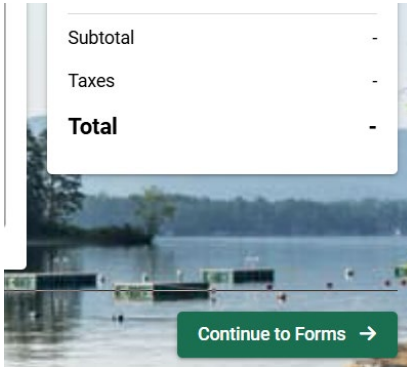 Subtotal -
Taxes -
Total -
Continue to Forms →